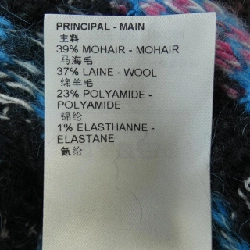 PRINCIPAL - MAIN
主料
39% MOHAIR - MOHAIR
马海毛
37% LAINE - WOOL
绵羊毛
23% POLYAMIDE -
POLYAMIDE
锦纶
1% ELASTHANNE -
ELASTANE
氨纶